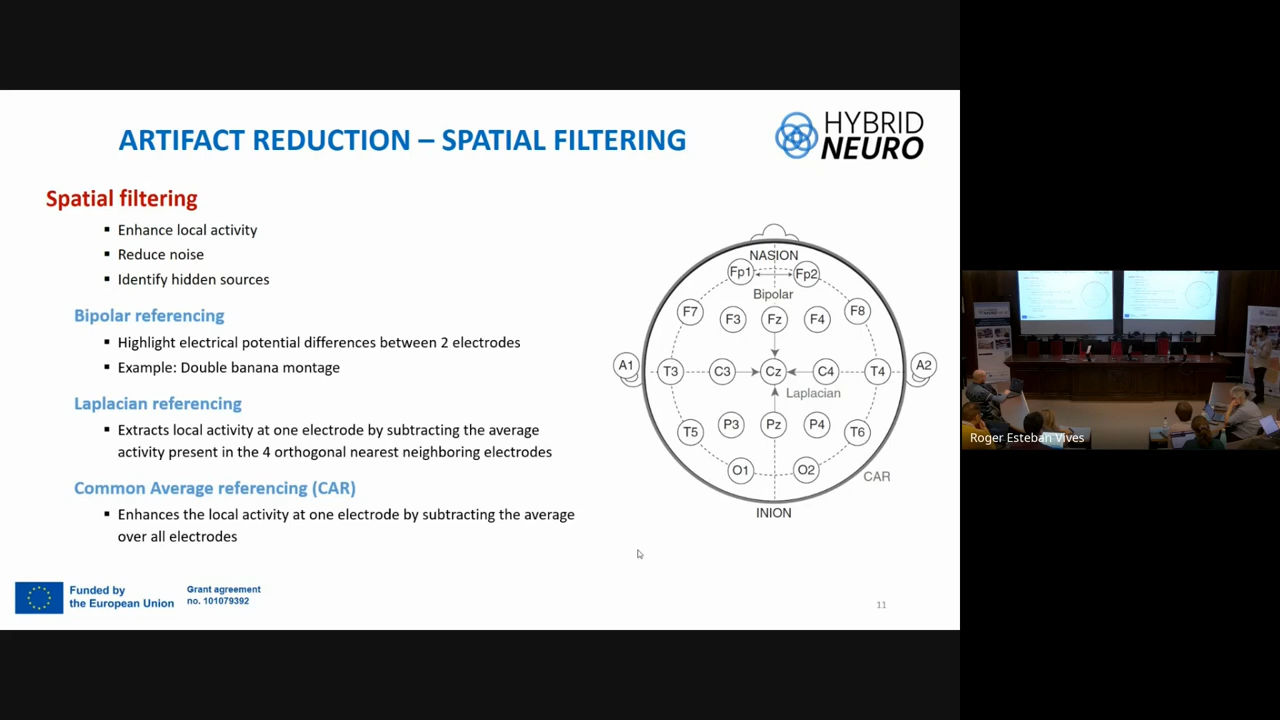 ARTIFACT REDUCTION – SPATIAL FILTERING
HYBRID
NEURO
Spatial filtering
▪ Enhance local activity
▪ Reduce noise
▪ Identify hidden sources
Bipolar referencing
▪ Highlight electrical potential differences between 2 electrodes
▪ Example: Double banana montage
Laplacian referencing
▪ Extracts local activity at one electrode by subtracting the average
activity present in the 4 orthogonal nearest neighboring electrodes
Common Average referencing (CAR)
▪ Enhances the local activity at one electrode by subtracting the average
over all electrodes
NASION
Fp1 Fp2
Bipolar
F7 F3 Fz F4 F8
A1 T3 C3 Cz C4 T4 A2
Laplacian
T5 P3 Pz P4 T6
O1 O2
CAR
INION
Funded by
the European Union
Grant agreement
no. 101079392
11
Roger Esteban Vives